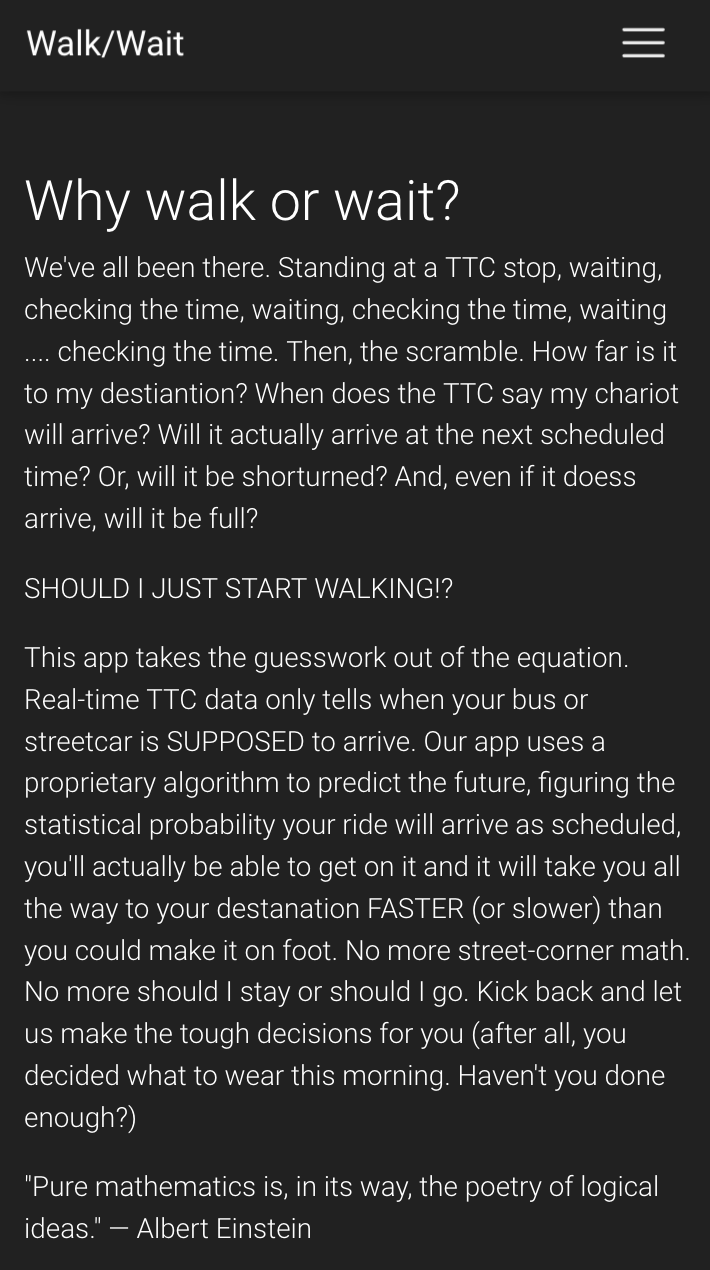 Walk/Wait
Why walk or wait?
We've all been there. Standing at a TTC stop, waiting,
checking the time, waiting, checking the time, waiting
.... checking the time. Then, the scramble. How far is it
to my destiantion? When does the TTC say my chariot
will arrive? Will it actually arrive at the next scheduled
time? Or, will it be shorturned? And, even if it doess
arrive, will it be full?
SHOULD I JUST START WALKING!?
This app takes the guesswork out of the equation.
Real-time TTC data only tells when your bus or
streetcar is SUPPOSED to arrive. Our app uses a
proprietary algorithm to predict the future, figuring the
statistical probability your ride will arrive as scheduled,
you'll actually be able to get on it and it will take you all
the way to your destanation FASTER (or slower) than
you could make it on foot. No more street-corner math.
No more should I stay or should I go. Kick back and let
us make the tough decisions for you (after all, you
decided what to wear this morning. Haven't you done
enough?)
"Pure mathematics is, in its way, the poetry of logical
ideas." — Albert Einstein